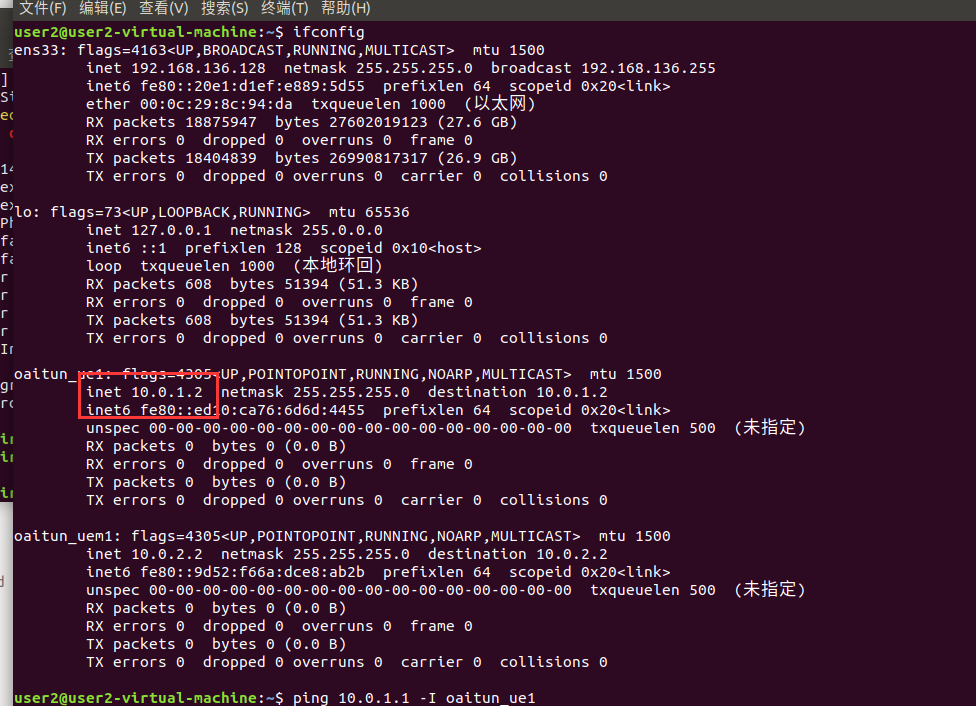 文件(F) 编辑(E) 查看(V) 搜索(S) 终端(T) 帮助(H)
user2@user2-virtual-machine:~$ ifconfig
ens33: flags=4163<UP,BROADCAST,RUNNING,MULTICAST>  mtu 1500
inet 192.168.136.128  netmask 255.255.255.0  broadcast 192.168.136.255
inet6 fe80::20e1:d1ef:e889:5d55  prefixlen 64  scopeid 0x20<link>
ether 00:0c:29:8c:94:da  txqueuelen 1000  (以太网)
RX packets 18875947  bytes 27602019123 (27.6 GB)
RX errors 0  dropped 0  overruns 0  frame 0
TX packets 18404839  bytes 26990817317 (26.9 GB)
TX errors 0  dropped 0 overruns 0  carrier 0  collisions 0
lo: flags=73<UP,LOOPBACK,RUNNING>  mtu 65536
inet 127.0.0.1  netmask 255.0.0.0
inet6 ::1  prefixlen 128  scopeid 0x10<host>
loop  txqueuelen 1000  (本地环回)
RX packets 608  bytes 51394 (51.3 KB)
RX errors 0  dropped 0  overruns 0  frame 0
TX packets 608  bytes 51394 (51.3 KB)
TX errors 0  dropped 0 overruns 0  carrier 0  collisions 0
oaitun_ue1: flags=4305<UP,POINTOPOINT,RUNNING,NOARP,MULTICAST>  mtu 1500
inet 10.0.1.2  netmask 255.255.255.0  destination 10.0.1.2
inet6 fe80::ed10:ca76:6d6d:4455  prefixlen 64  scopeid 0x20<link>
unspec 00-00-00-00-00-00-00-00-00-00-00-00-00-00-00-00  txqueuelen 500  (未指定)
RX packets 0  bytes 0 (0.0 B)
RX errors 0  dropped 0  overruns 0  frame 0
TX packets 0  bytes 0 (0.0 B)
TX errors 0  dropped 0 overruns 0  carrier 0  collisions 0
oaitun_uem1: flags=4305<UP,POINTOPOINT,RUNNING,NOARP,MULTICAST>  mtu 1500
inet 10.0.2.2  netmask 255.255.255.0  destination 10.0.2.2
inet6 fe80::9d52:f66a:dce8:ab2b  prefixlen 64  scopeid 0x20<link>
unspec 00-00-00-00-00-00-00-00-00-00-00-00-00-00-00-00  txqueuelen 500  (未指定)
RX packets 0  bytes 0 (0.0 B)
RX errors 0  dropped 0  overruns 0  frame 0
TX packets 0  bytes 0 (0.0 B)
TX errors 0  dropped 0 overruns 0  carrier 0  collisions 0
user2@user2-virtual-machine:~$ ping 10.0.1.1 -I oaitun_ue1